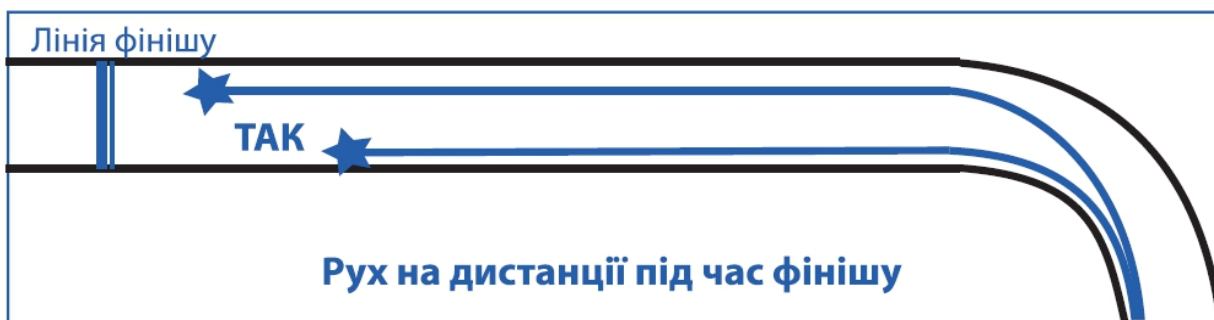 Лінія фінішу
ТАК
Рух на дистанції під час фінішу